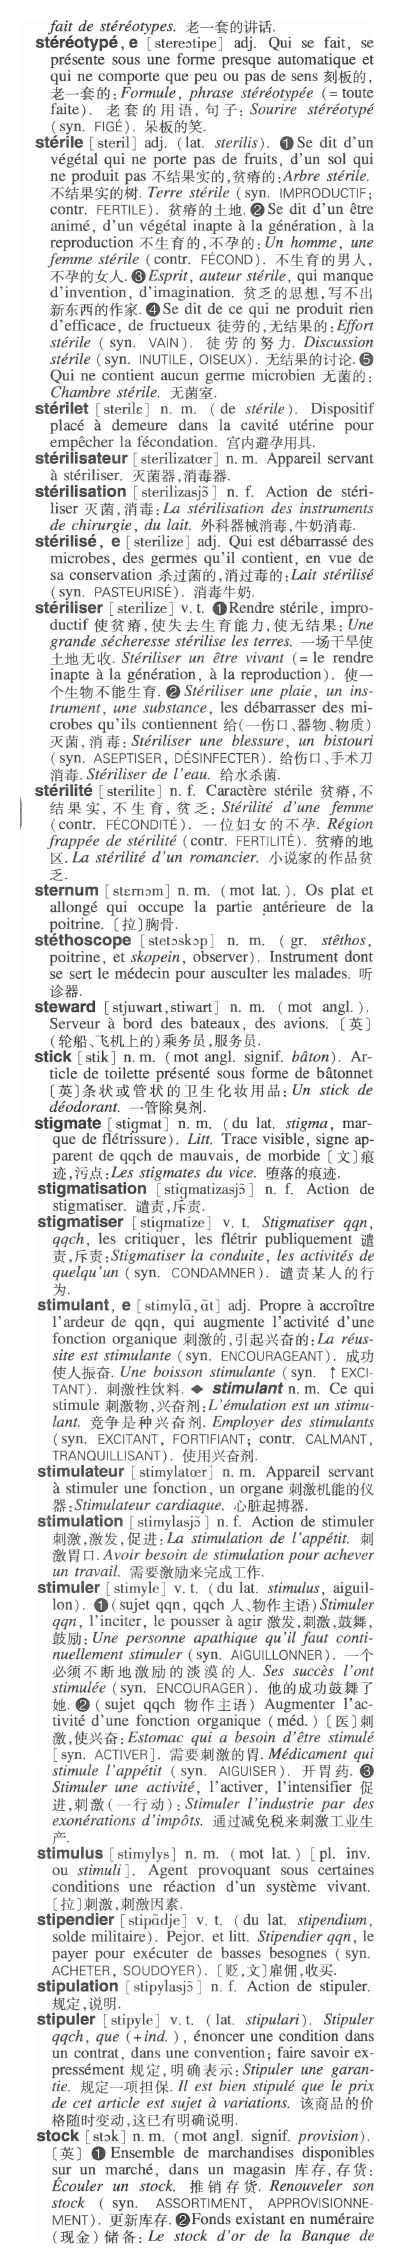 fait de stéréotypes. 老一套的讲话.
stéréotypé, e [stereɔtipe] adj. Qui se fait, se
présente sous une forme presque automatique et
qui ne comporte que peu ou pas de sens 刻板的,
老一套的: Formule, phrase stéréotypée (= toute
faite). 老套的用语, 句子: Sourire stéréotypé
(syn. FIGÉ). 呆板的笑.
stérile [steril] adj. (lat. sterilis). ❶Se dit d'un
végétal qui ne porte pas de fruits, d'un sol qui
ne produit pas 不结果实的,贫瘠的: Arbre stérile.
不结果实的树. Terre stérile (syn. IMPRODUCTIF;
contr. FERTILE). 贫瘠的土地. ❷Se dit d'un être
animé, d'un végétal inapte à la génération, à la
reproduction 不生育的,不孕的: Un homme, une
femme stérile (contr. FÉCOND). 不生育的男人,
不孕的女人. ❸Esprit, auteur stérile, qui manque
d'invention, d'imagination. 贫乏的思想,写不出
新东西的作家. ❹Se dit de ce qui ne produit rien
d'efficace, de fructueux 徒劳的,无结果的: Effort
stérile (syn. VAIN). 徒劳的努力. Discussion
stérile (syn. INUTILE, OISEUX). 无结果的讨论. ❺
Qui ne contient aucun germe microbien 无菌的:
Chambre stérile. 无菌室.
stérilet [sterilɛ] n. m. (de stérile). Dispositif
placé à demeure dans la cavité utérine pour
empêcher la fécondation. 宫内避孕用具.
stérilisateur [sterilizatœr] n. m. Appareil servant
à stériliser. 灭菌器,消毒器.
stérilisation [sterilizasjɔ̃] n. f. Action de stéri-
liser 灭菌,消毒: La stérilisation des instruments
de chirurgie, du lait. 外科器械消毒,牛奶消毒.
stérilisé, e [sterilize] adj. Qui est débarrassé des
microbes, des germes qu'il contient, en vue de
sa conservation 杀过菌的,消过毒的: Lait stérilisé
(syn. PASTEURISÉ). 消毒牛奶.
stériliser [sterilize] v. t. ❶Rendre stérile, impro-
ductif 使贫瘠,使失去生育能力,使无结果: Une
grande sécheresse stérilise les terres. 一场干旱使
土地无收. Stériliser un être vivant (= le rendre
inapte à la génération, à la reproduction). 使一
个生物不能生育. ❷ Stériliser une plaie, un ins-
trument, une substance, les débarrasser des mi-
crobes qu'ils contiennent 给(一伤口、器物、物质)
灭菌,消毒: Stériliser une blessure, un bistouri
(syn. ASEPTISER, DÉSINFECTER). 给伤口、手术刀
消毒. Stériliser de l'eau. 给水杀菌.
stérilité [sterilite] n. f. Caractère stérile 贫瘠,不
结果实,不生育,贫乏: Stérilité d'une femme
(contr. FÉCONDITÉ). 一位妇女的不孕. Région
frappée de stérilité (contr. FERTILITÉ). 贫瘠的地
区. La stérilité d'un romancier. 小说家的作品贫
乏.
sternum [stɛrnɔm] n. m. (mot lat.). Os plat et
allongé qui occupe la partie antérieure de la
poitrine. 〔拉〕胸骨.
stéthoscope [stetɔskɔp] n. m. (gr. stêthos,
poitrine, et skopein, observer). Instrument dont
se sert le médecin pour ausculter les malades. 听
诊器.
steward [stjuwart,stiwart] n. m. (mot angl.).
Serveur à bord des bateaux, des avions. 〔英〕
(轮船、飞机上的)乘务员,服务员.
stick [stik] n. m. (mot angl. signif. bâton). Ar-
ticle de toilette présenté sous forme de bâtonnet
〔英〕条状或管状的卫生化妆用品: Un stick de
déodorant. 一管除臭剂.
stigmate [stigmat] n. m. (du lat. stigma, mar-
que de flétrissure). Litt. Trace visible, signe ap-
parent de qqch de mauvais, de morbide 〔文〕痕
迹,污点: Les stigmates du vice. 堕落的痕迹.
stigmatisation [stigmatizasjɔ̃] n. f. Action de
stigmatiser. 谴责,斥责.
stigmatiser [stigmatize] v. t. Stigmatiser qqn,
qqch, les critiquer, les flétrir publiquement 谴
责,斥责: Stigmatiser la conduite, les activités de
quelqu'un (syn. CONDAMNER). 谴责某人的行
为.
stimulant, e [stimylɑ̃,ɑ̃t] adj. Propre à accroître
l'ardeur de qqn, qui augmente l'activité d'une
fonction organique 刺激的,引起兴奋的: La réus-
site est stimulante (syn. ENCOURAGEANT). 成功
使人振奋. Une boisson stimulante (syn. ↑ EXCI-
TANT). 刺激性饮料. ◆ stimulant n. m. Ce qui
stimule 刺激物,兴奋剂: L'émulation est un stimu-
lant. 竞争是种兴奋剂. Employer des stimulants
(syn. EXCITANT, FORTIFIANT; contr. CALMANT,
TRANQUILLISANT). 使用兴奋剂.
stimulateur [stimylatœr] n. m. Appareil servant
à stimuler une fonction, un organe 刺激机能的仪
器: Stimulateur cardiaque. 心脏起搏器.
stimulation [stimylasjɔ̃] n. f. Action de stimuler
刺激,激发,促进: La stimulation de l'appétit. 刺
激胃口. Avoir besoin de stimulation pour achever
un travail. 需要激励来完成工作.
stimuler [stimyle] v. t. (du lat. stimulus, aiguil-
lon). ❶(sujet qqn, qqch 人、物作主语) Stimuler
qqn, l'inciter, le pousser à agir 激发,刺激,鼓舞,
鼓励: Une personne apathique qu'il faut conti-
nuellement stimuler (syn. AIGUILLONNER). 一个
必须不断地激励的淡漠的人. Ses succès l'ont
stimulée (syn. ENCOURAGER). 他的成功鼓舞了
她. ❷ (sujet qqch 物作主语) Augmenter l'ac-
tivité d'une fonction organique (méd.) 〔医〕刺
激,使兴奋: Estomac qui a besoin d'être stimulé
[syn. ACTIVER]. 需要刺激的胃. Médicament qui
stimule l'appétit (syn. AIGUISER). 开胃药. ❸
Stimuler une activité, l'activer, l'intensifier 促
进,刺激(一行动): Stimuler l'industrie par des
exonérations d'impôts. 通过减免税来刺激工业生
产.
stimulus [stimylys] n. m. (mot lat.) [pl. inv.
ou stimuli]. Agent provoquant sous certaines
conditions une réaction d'un système vivant.
〔拉〕刺激,刺激因素.
stipendier [stipɑ̃dje] v. t. (du lat. stipendium,
solde militaire). Pejor. et litt. Stipendier qqn, le
payer pour exécuter de basses besognes (syn.
ACHETER, SOUDOYER). 〔贬,文〕雇佣,收买.
stipulation [stipylasjɔ̃] n. f. Action de stipuler.
规定,说明.
stipuler [stipyle] v. t. (lat. stipulari). Stipuler
qqch, que (+ind.), énoncer une condition dans
un contrat, dans une convention; faire savoir ex-
pressément 规定,明确表示: Stipuler une garan-
tie. 规定一项担保. Il est bien stipulé que le prix
de cet article est sujet à variations. 该商品的价
格随时变动,这已有明确说明.
stock [stɔk] n. m. (mot angl. signif. provision).
〔英〕 ❶ Ensemble de marchandises disponibles
sur un marché, dans un magasin 库存,存货:
Écouler un stock. 推销存货. Renouveler son
stock (syn. ASSORTIMENT, APPROVISIONNE-
MENT). 更新库存. ❷Fonds existant en numéraire
(现金)储备: Le stock d'or de la Banque de